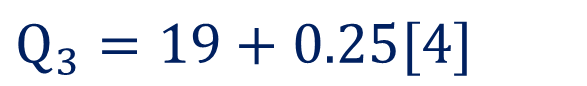 Q₃ = 19 + 0.25[4]